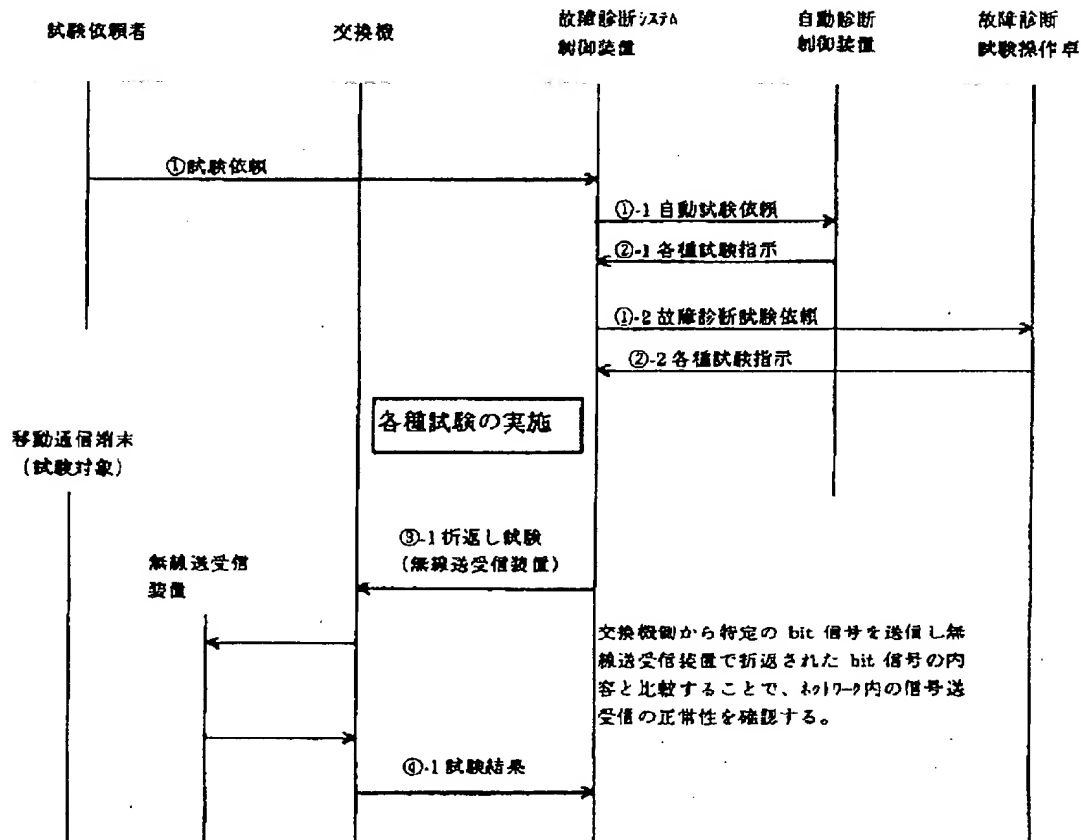 試験依頼者
交換機
故障診断システム
制御装置
自動診断
制御装置
故障診断
試験操作卓
①試験依頼
①-1 自動試験依頼
②-1 各種試験指示
①-2 故障診断試験依頼
②-2 各種試験指示
各種試験の実施
移動通信端末
(試験対象)
③-1 折返し試験
(無線送受信装置)
無線送受信
装置
交換機側から特定の bit 信号を送信し無
線送受信装置で折返された bit 信号の内
容と比較することで、ネットワーク内の信号送
受信の正常性を確認する。
④-1 試験結果